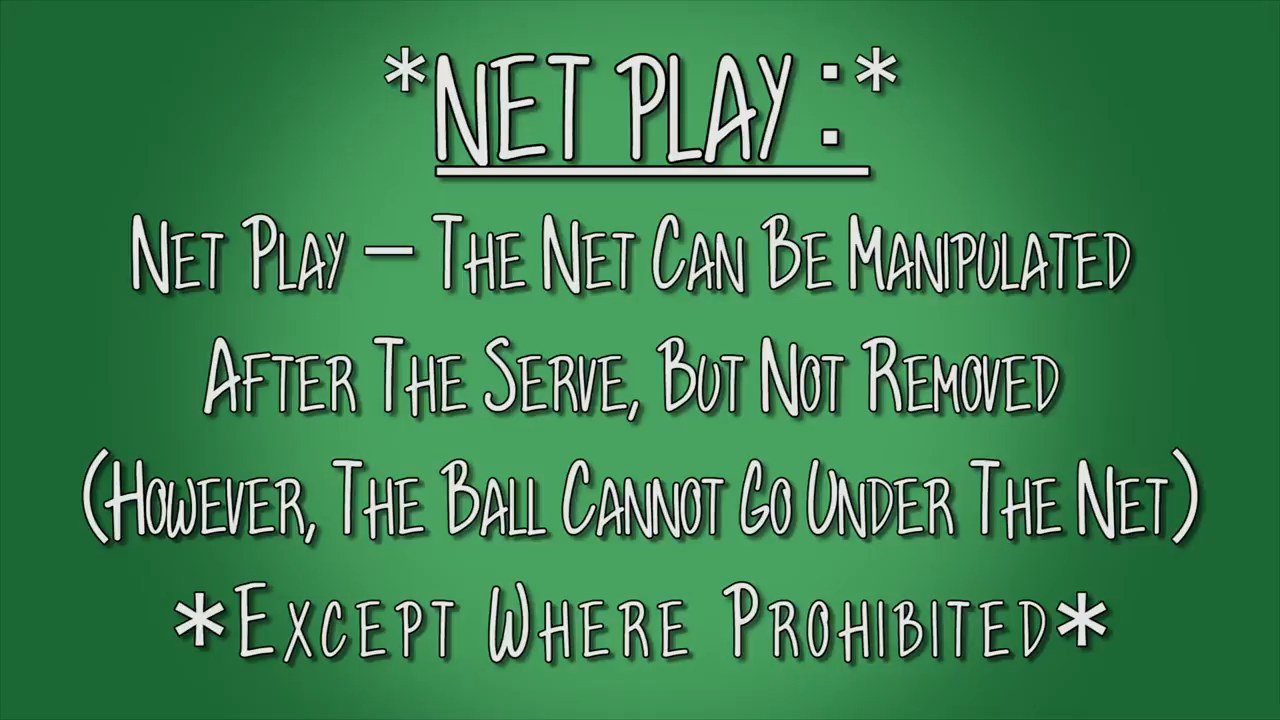 *NET PLAY :*
NET PLAY – THE NET CAN BE MANIPULATED
AFTER THE SERVE, BUT NOT REMOVED
(HOWEVER, THE BALL CANNOT GO UNDER THE NET)
*EXCEPT WHERE PROHIBITED*